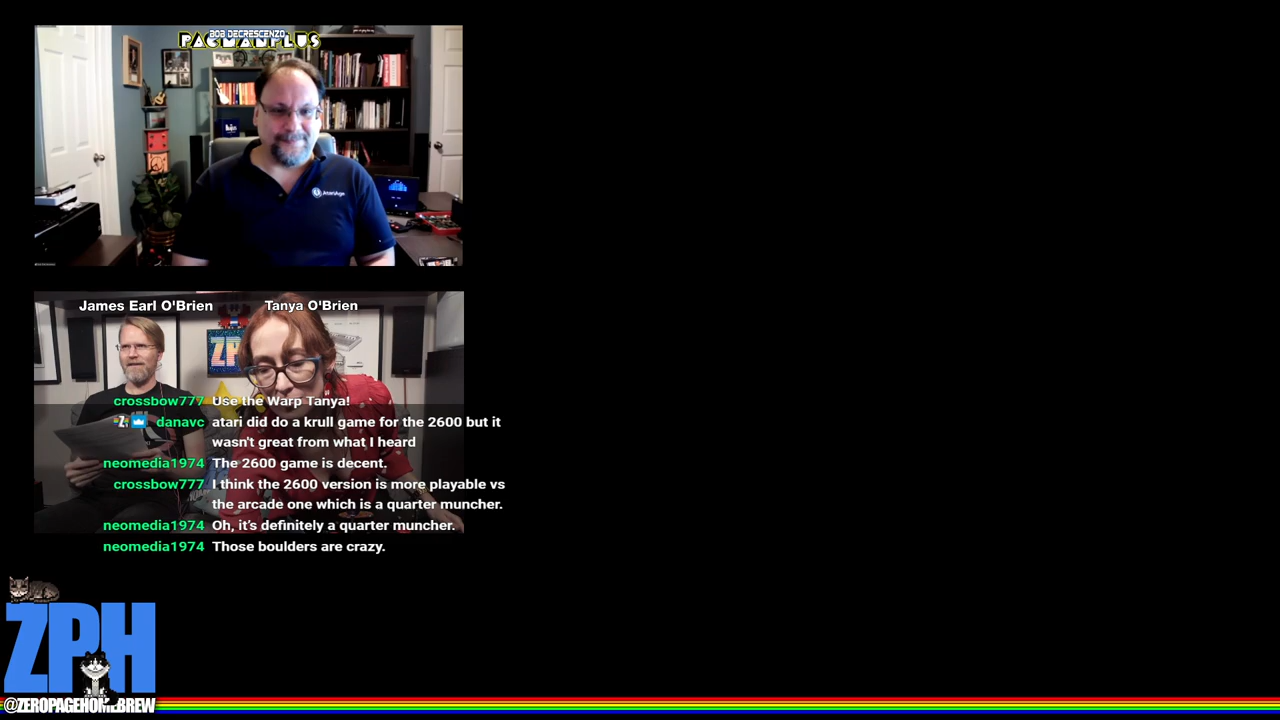 BOB DECRESCENZO
PACMANPLUS
AtariAge
James Earl O'Brien
Tanya O'Brien
ZP
crossbow777 Use the Warp Tanya!
danavc atari did do a krull game for the 2600 but it
wasn't great from what I heard
neomedia1974 The 2600 game is decent.
crossbow777 I think the 2600 version is more playable vs
the arcade one which is a quarter muncher.
neomedia1974 Oh, it’s definitely a quarter muncher.
neomedia1974 Those boulders are crazy.
ZPH
@ZEROPAGEHOMEBREW